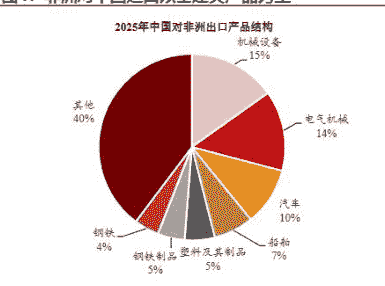 2025年中国对非洲出口产品结构
机械设备
15%
电气机械
14%
汽车
10%
船舶
7%
塑料及其制品
5%
钢铁制品
5%
钢铁
4%
其他
40%